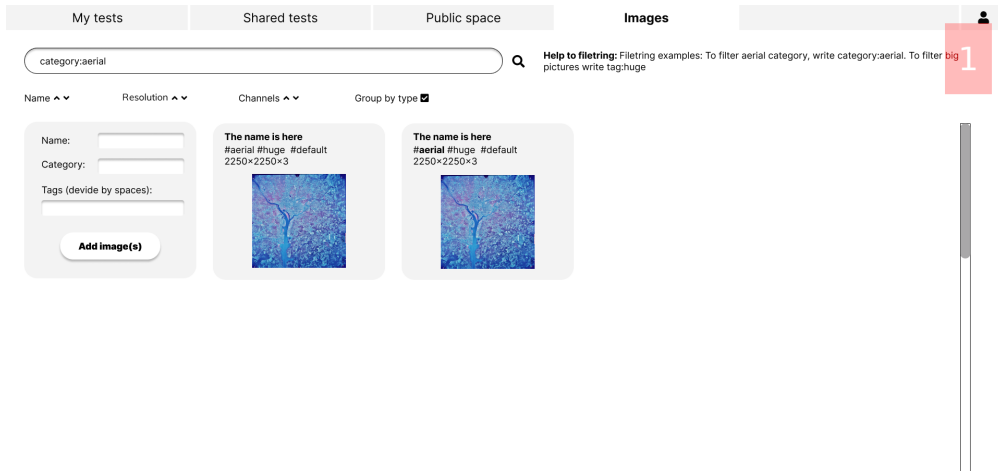 My tests
Shared tests
Public space
Images
category:aerial
Help to filetring: Filetring examples: To filter aerial category, write category:aerial. To filter big
pictures write tag:huge
1
Name
Resolution
Channels
Group by type
Name:
Category:
Tags (devide by spaces):
Add image(s)
The name is here
#aerial #huge #default
2250×2250×3
The name is here
#aerial #huge #default
2250×2250×3